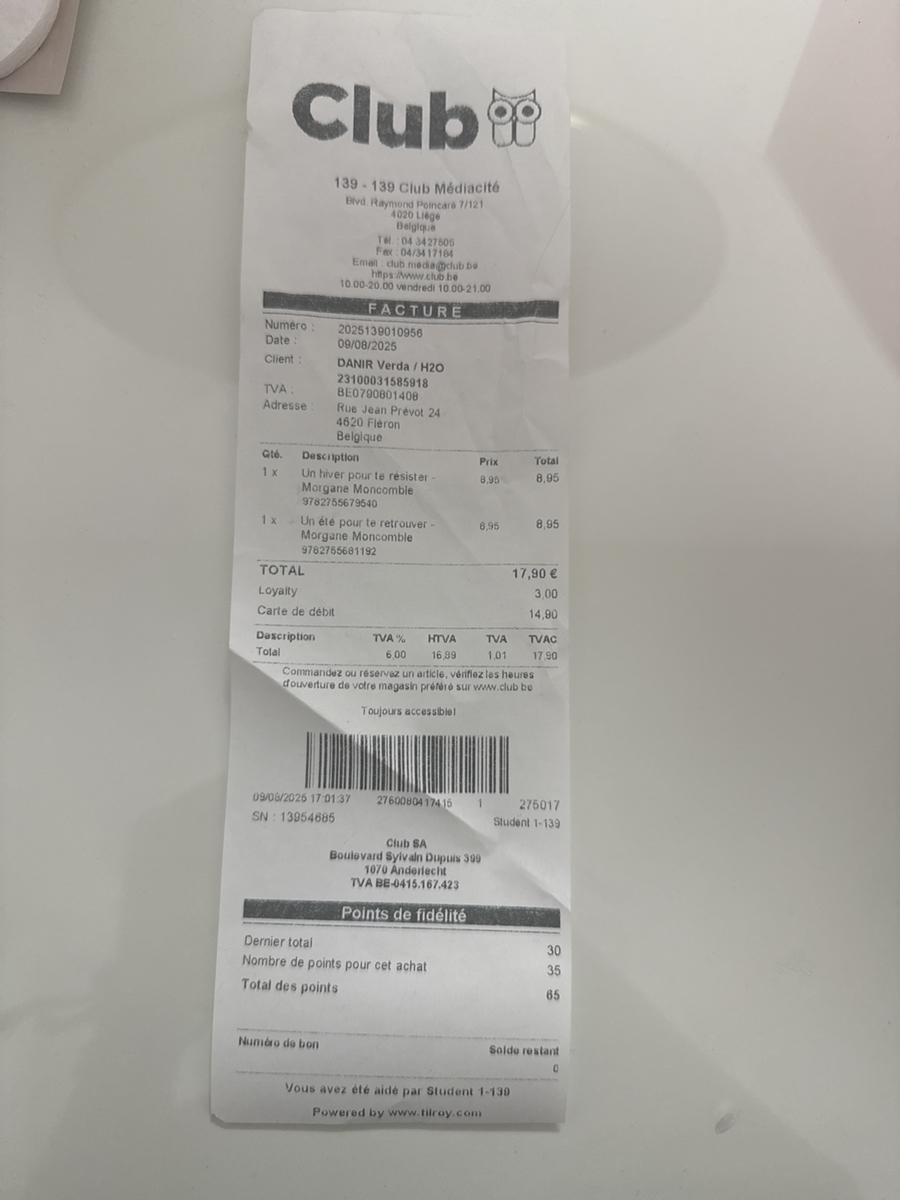 Club
139 - 139 Club Médiacité
Blvd. Raymond Poincaré 7/121
4020 Liège
Belgique
Tél. : 04 3427505
Fax : 04/3417184
Email : club.media@club.be
https://www.club.be
10.00-20.00 vendredi 10.00-21.00
FACTURE
Numéro : 2025139010956
Date : 09/08/2025
Client : DANIR Verda / H2O
23100031585918
TVA : BE0790801408
Adresse : Rue Jean Prévot 24
4620 Fléron
Belgique
Qté. Description Prix Total
1 x Un hiver pour te résister - 8,95 8,95
Morgane Moncomble
9782755679540
1 x Un été pour te retrouver - 8,95 8,95
Morgane Moncomble
9782755681192
TOTAL 17,90 €
Loyalty 3,00
Carte de débit 14,90
Description TVA % HTVA TVA TVAC
Total 6,00 16,89 1,01 17,90
Commandez ou réservez un article, vérifiez les heures
d'ouverture de votre magasin préféré sur www.club.be
Toujours accessible!
09/08/2025 17:01:37 2760080417416 1 275017
SN : 13954685 Student 1-139
Club SA
Boulevard Sylvain Dupuis 399
1070 Anderlecht
TVA BE-0415.167.423
Points de fidélité
Dernier total 30
Nombre de points pour cet achat 35
Total des points 65
Numéro de bon Solde restant
0
Vous avez été aidé par Student 1-139
Powered by www.tilroy.com